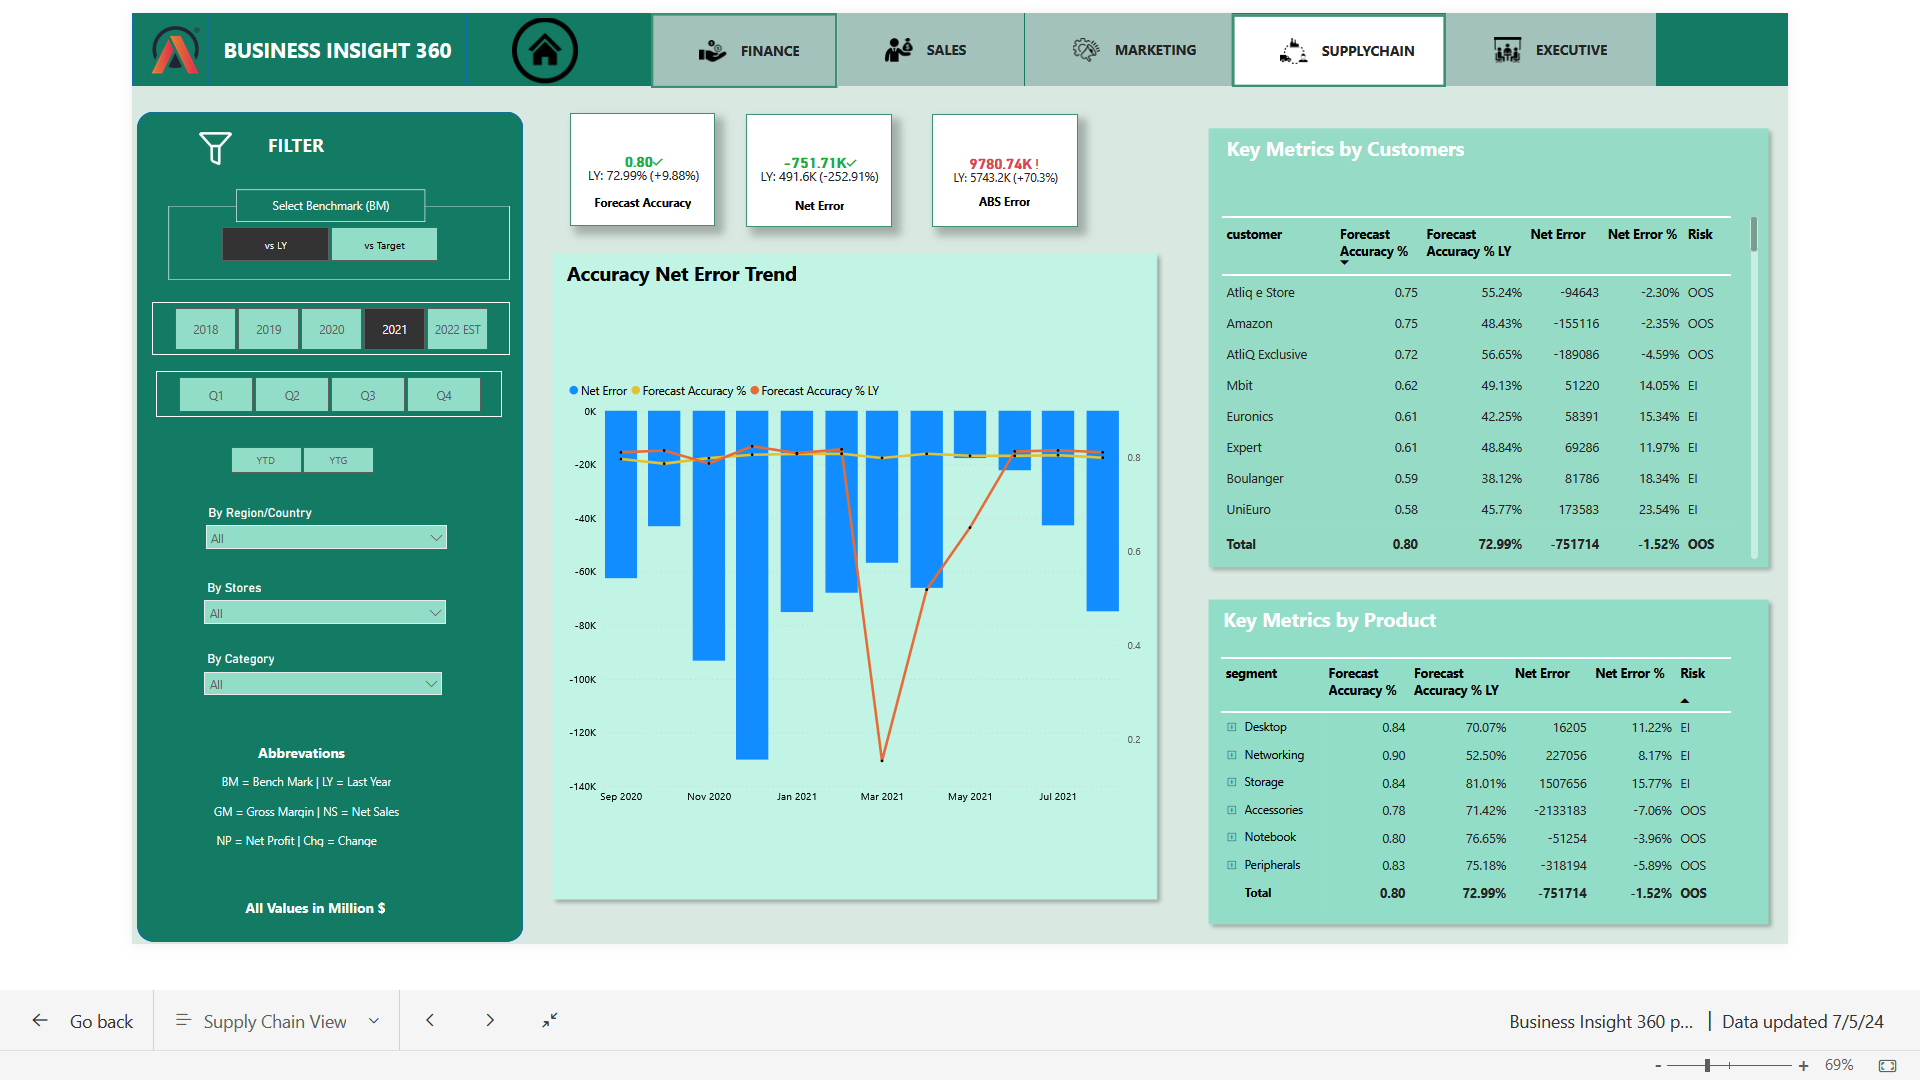 BUSINESS INSIGHT 360
FINANCE
SALES
MARKETING
SUPPLYCHAIN
EXECUTIVE
FILTER
Select Benchmark (BM)
vs LY
vs Target
2018
2019
2020
2021
2022 EST
Q1
Q2
Q3
Q4
YTD
YTG
By Region/Country
All
By Stores
All
By Category
All
Abbrevations
BM = Bench Mark | LY = Last Year
GM = Gross Margin | NS = Net Sales
NP = Net Profit | Chg = Change
All Values in Million $
0.80
LY: 72.99% (+9.88%)
Forecast Accuracy
-751.71K
LY: 491.6K (-252.91%)
Net Error
9780.74K !
LY: 5743.2K (+70.3%)
ABS Error
Accuracy Net Error Trend
Net Error Forecast Accuracy % Forecast Accuracy % LY
0K
-20K
-40K
-60K
-80K
-100K
-120K
-140K
0.8
0.6
0.4
0.2
Sep 2020 Nov 2020 Jan 2021 Mar 2021 May 2021 Jul 2021
Key Metrics by Customers
customer Forecast Accuracy % Forecast Accuracy % LY Net Error Net Error % Risk
Atliq e Store 0.75 55.24% -94643 -2.30% OOS
Amazon 0.75 48.43% -155116 -2.35% OOS
AtliQ Exclusive 0.72 56.65% -189086 -4.59% OOS
Mbit 0.62 49.13% 51220 14.05% EI
Euronics 0.61 42.25% 58391 15.34% EI
Expert 0.61 48.84% 69286 11.97% EI
Boulanger 0.59 38.12% 81786 18.34% EI
UniEuro 0.58 45.77% 173583 23.54% EI
Total 0.80 72.99% -751714 -1.52% OOS
Key Metrics by Product
segment Forecast Accuracy % Forecast Accuracy % LY Net Error Net Error % Risk
Desktop 0.84 70.07% 16205 11.22% EI
Networking 0.90 52.50% 227056 8.17% EI
Storage 0.84 81.01% 1507656 15.77% EI
Accessories 0.78 71.42% -2133183 -7.06% OOS
Notebook 0.80 76.65% -51254 -3.96% OOS
Peripherals 0.83 75.18% -318194 -5.89% OOS
Total 0.80 72.99% -751714 -1.52% OOS
Go back
Supply Chain View
Business Insight 360 p... | Data updated 7/5/24
- + 69%